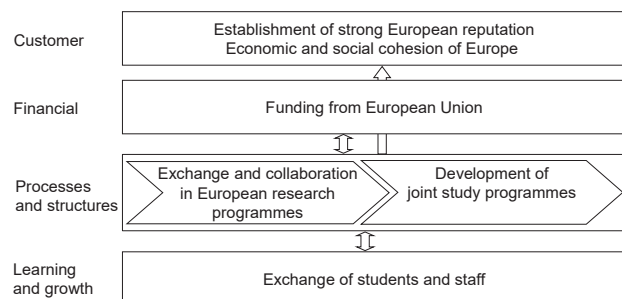 Customer
Establishment of strong European reputation
Economic and social cohesion of Europe
Financial
Funding from European Union
Processes
and structures
Exchange and collaboration
in European research
programmes
Development of
joint study programmes
Learning
and growth
Exchange of students and staff